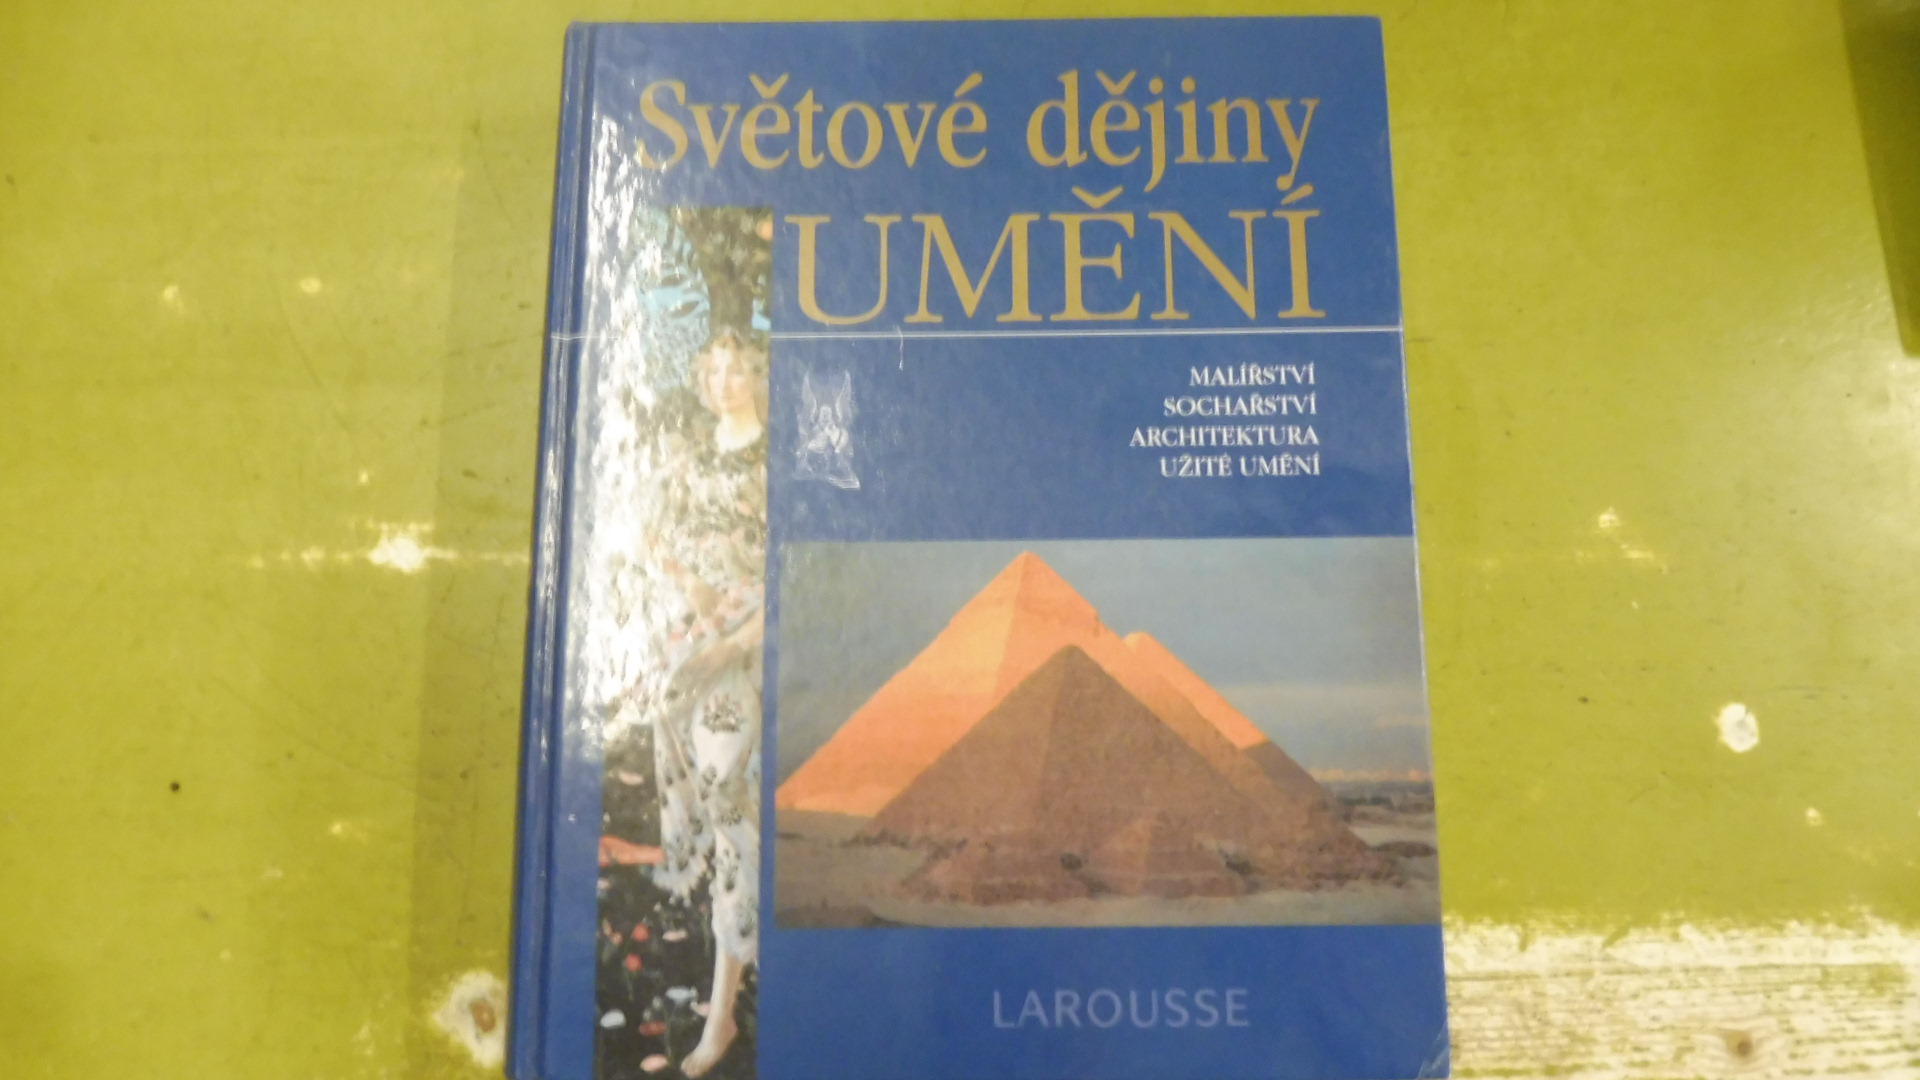 Světové dějiny
UMĚNÍ
MALÍŘSTVÍ
SOCHAŘSTVÍ
ARCHITEKTURA
UŽITÉ UMĚNÍ
LAROUSSE